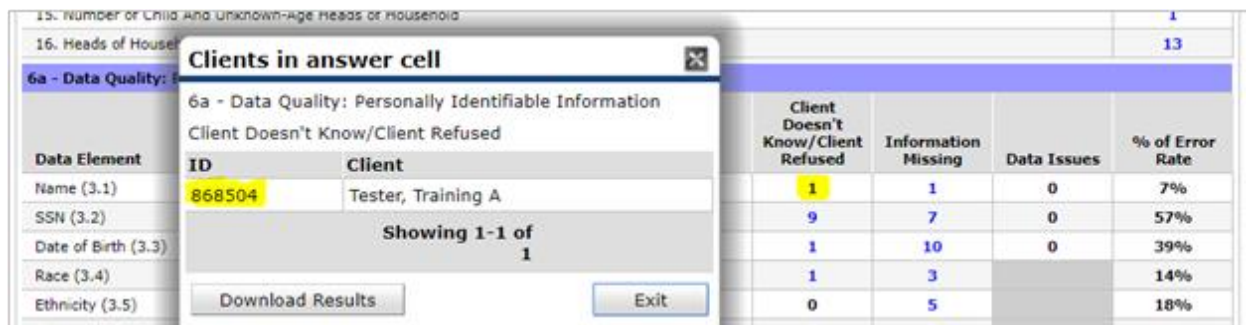 15. Number of Child And Unknown-Age Heads of Household 1
16. Heads of House 13
Clients in answer cell
6a - Data Quality:
6a - Data Quality: Personally Identifiable Information
Client Doesn't Know/Client Refused
ID Client
868504 Tester, Training A
Showing 1-1 of
1
Download Results Exit
Data Element
Client
Doesn't
Know/Client
Refused
Information
Missing
Data Issues
% of Error
Rate
Name (3.1) 1 1 0 7%
SSN (3.2) 9 7 0 57%
Date of Birth (3.3) 1 10 0 39%
Race (3.4) 1 3 14%
Ethnicity (3.5) 0 5 18%